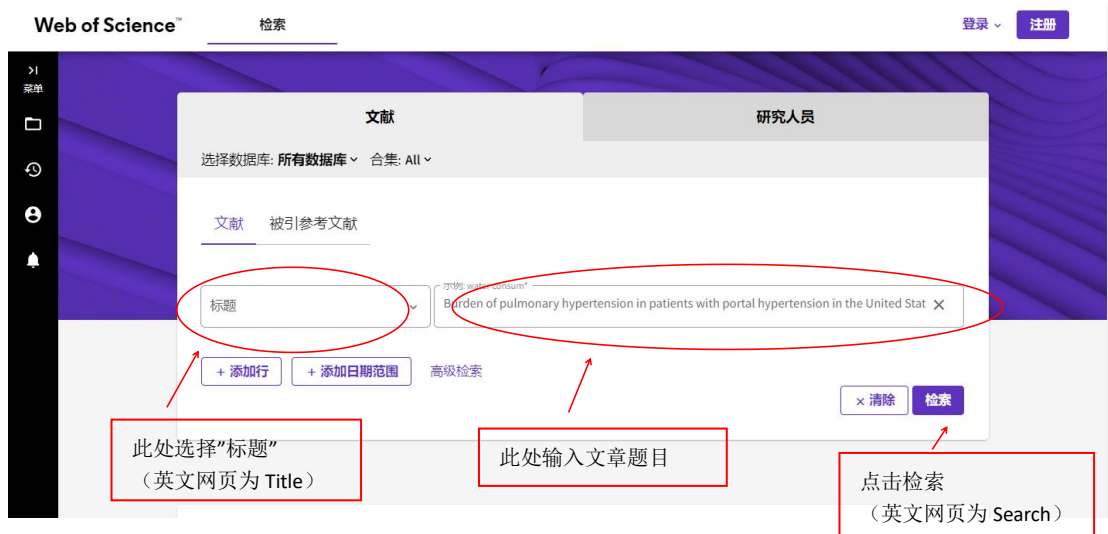 Web of Science™
检索
登录
注册
菜单
文献
研究人员
选择数据库: 所有数据库 合集: All
文献 被引参考文献
示例: water consum*
标题
Burden of pulmonary hypertension in patients with portal hypertension in the United Stat
+ 添加行
+ 添加日期范围
高级检索
× 清除
检索
此处选择”标题”
（英文网页为 Title）
此处输入文章题目
点击检索
（英文网页为 Search）